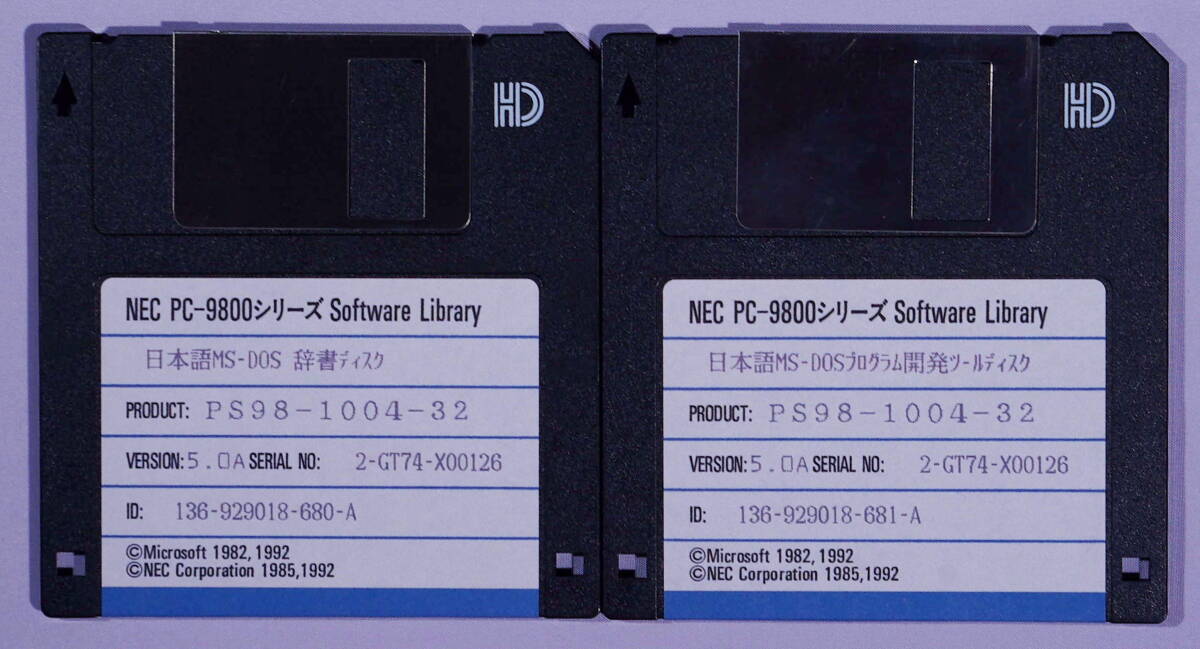 HD
NEC PC-9800シリーズ Software Library
日本語MS-DOS 辞書ディスク
PRODUCT: PS98-1004-32
VERSION: 5.0A SERIAL NO: 2-GT74-X00126
ID: 136-929018-680-A
©Microsoft 1982, 1992
©NEC Corporation 1985,1992
HD
NEC PC-9800シリーズ Software Library
日本語MS-DOSプログラム開発ツールディスク
PRODUCT: PS98-1004-32
VERSION: 5.0A SERIAL NO: 2-GT74-X00126
ID: 136-929018-681-A
©Microsoft 1982, 1992
©NEC Corporation 1985,1992